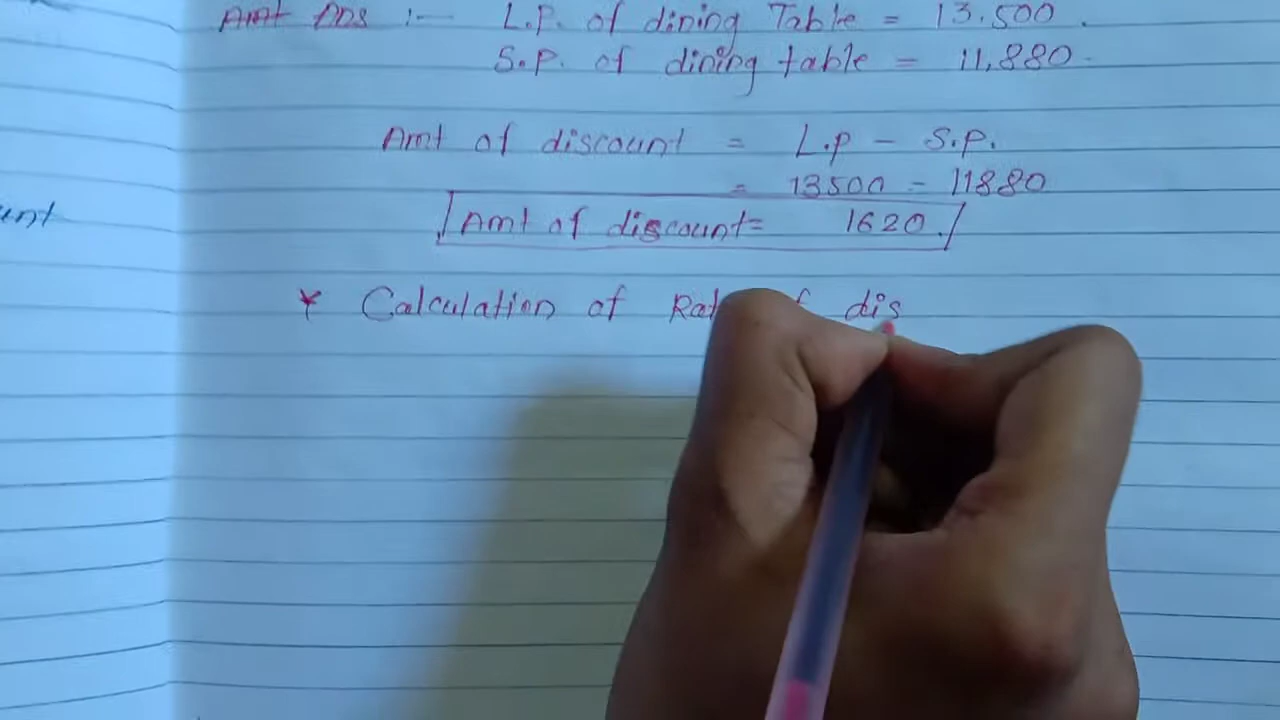 Amt Ans :- L.P. of dining Table = 13.500.
S.P. of dining table = 11,880.
Amt of discount = L.p - S.p.
= 13500 - 11880
Amt of discount = 1620.
* Calculation of dis